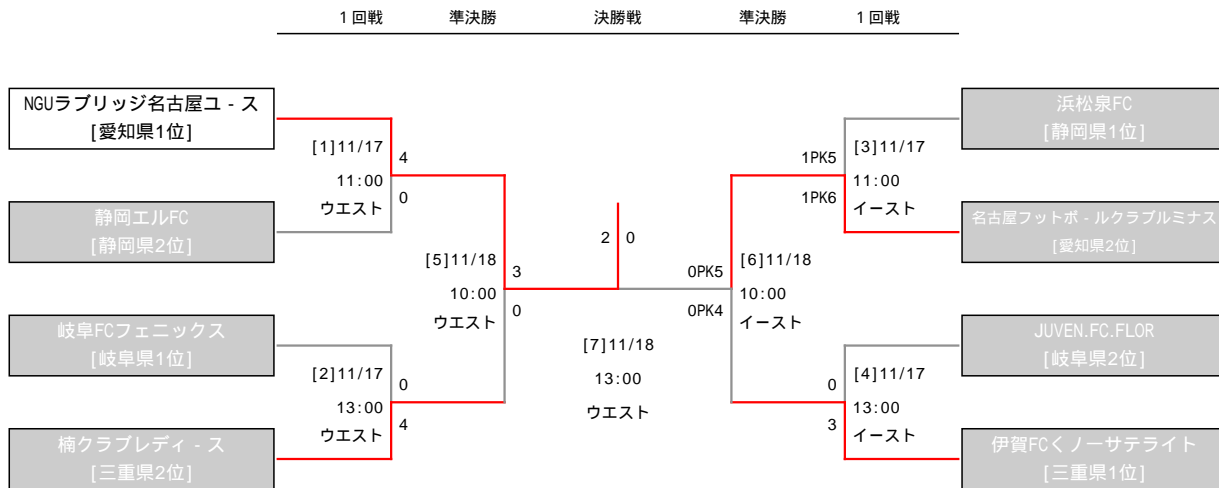 1回戦 準決勝 決勝戦 準決勝 1回戦
NGUラブリッジ名古屋ユ‐ス
[愛知県1位]
静岡エルFC
[静岡県2位]
岐阜FCフェニックス
[岐阜県1位]
楠クラブレディ‐ス
[三重県2位]
[1]11/17
11:00
ウエスト
4
0
[2]11/17
13:00
ウエスト
0
4
[5]11/18
10:00
ウエスト
3
0
2 0
[7]11/18
13:00
ウエスト
0PK5
0PK4
[6]11/18
10:00
イースト
1PK5
1PK6
[3]11/17
11:00
イースト
0
3
[4]11/17
13:00
イースト
浜松泉FC
[静岡県1位]
名古屋フットボ‐ルクラブルミナス
[愛知県2位]
JUVEN.FC.FLOR
[岐阜県2位]
伊賀FCくノーサテライト
[三重県1位]